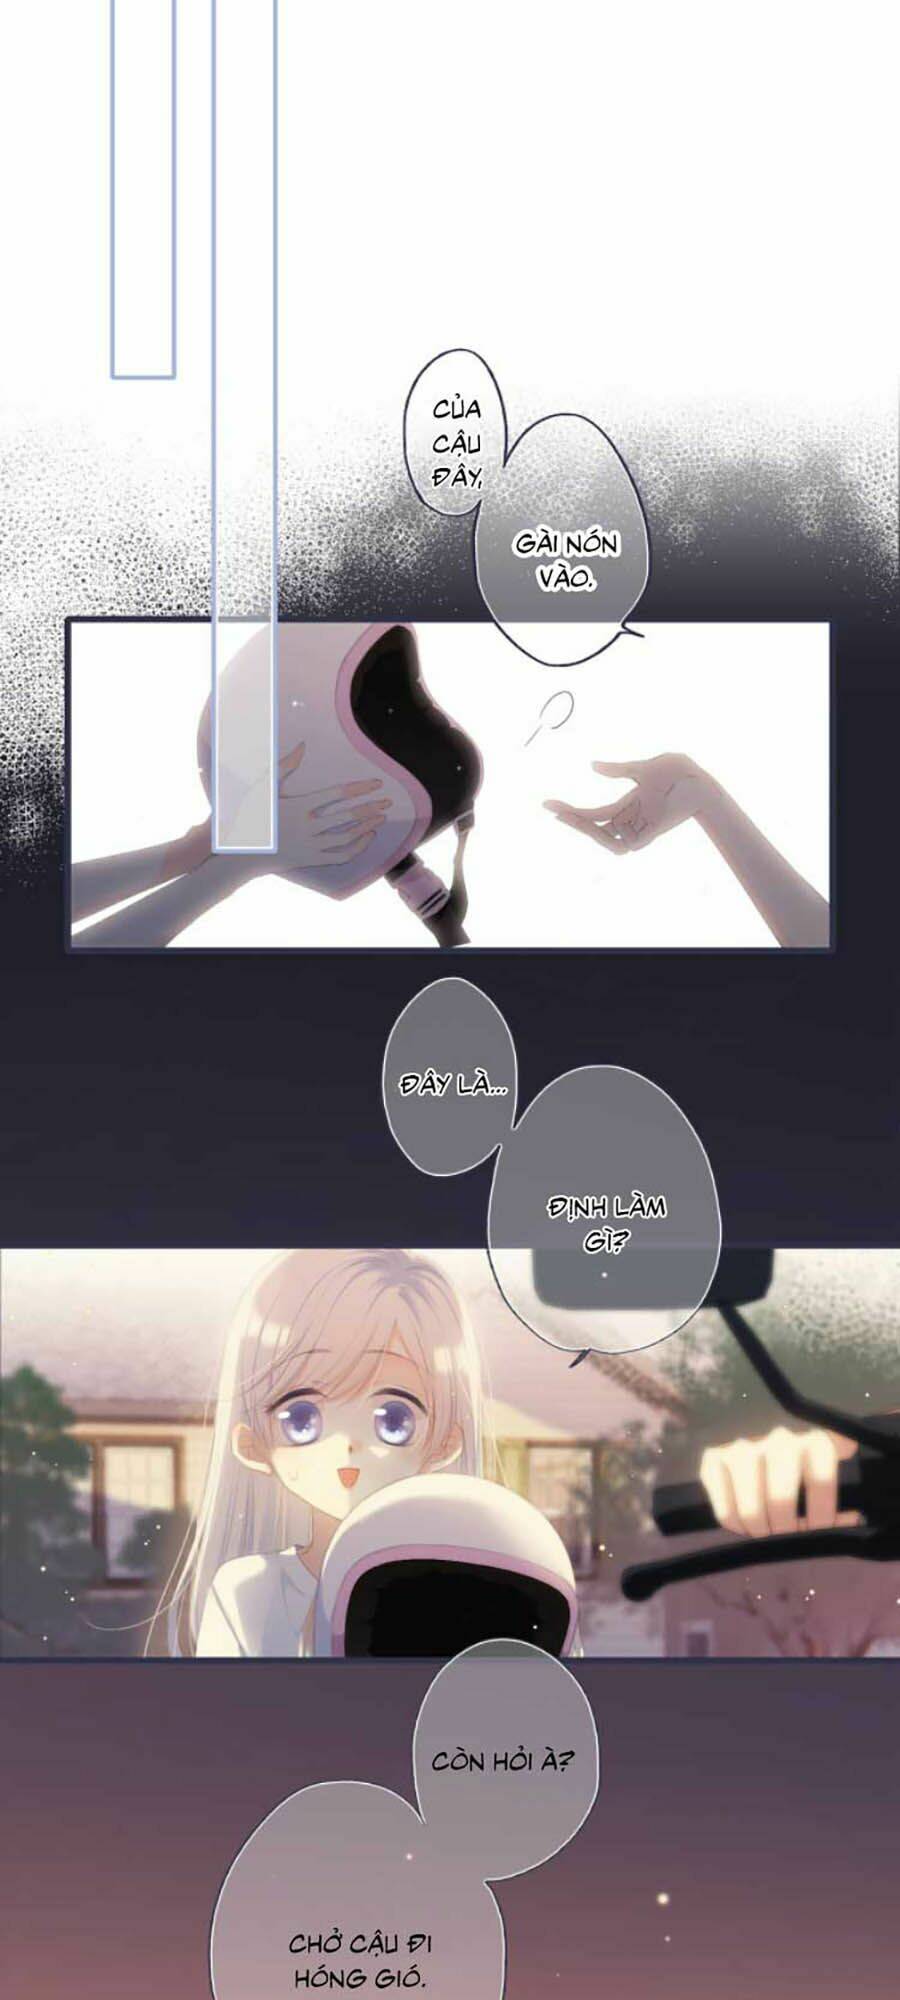 CỦA
CẬU
ĐÂY,
GÀI NÓN
VÀO.
ĐÂY LÀ...
ĐỊNH LÀM
GÌ?
CÒN HỎI À?
CHỞ CẬU ĐI
HÓNG GIÓ.